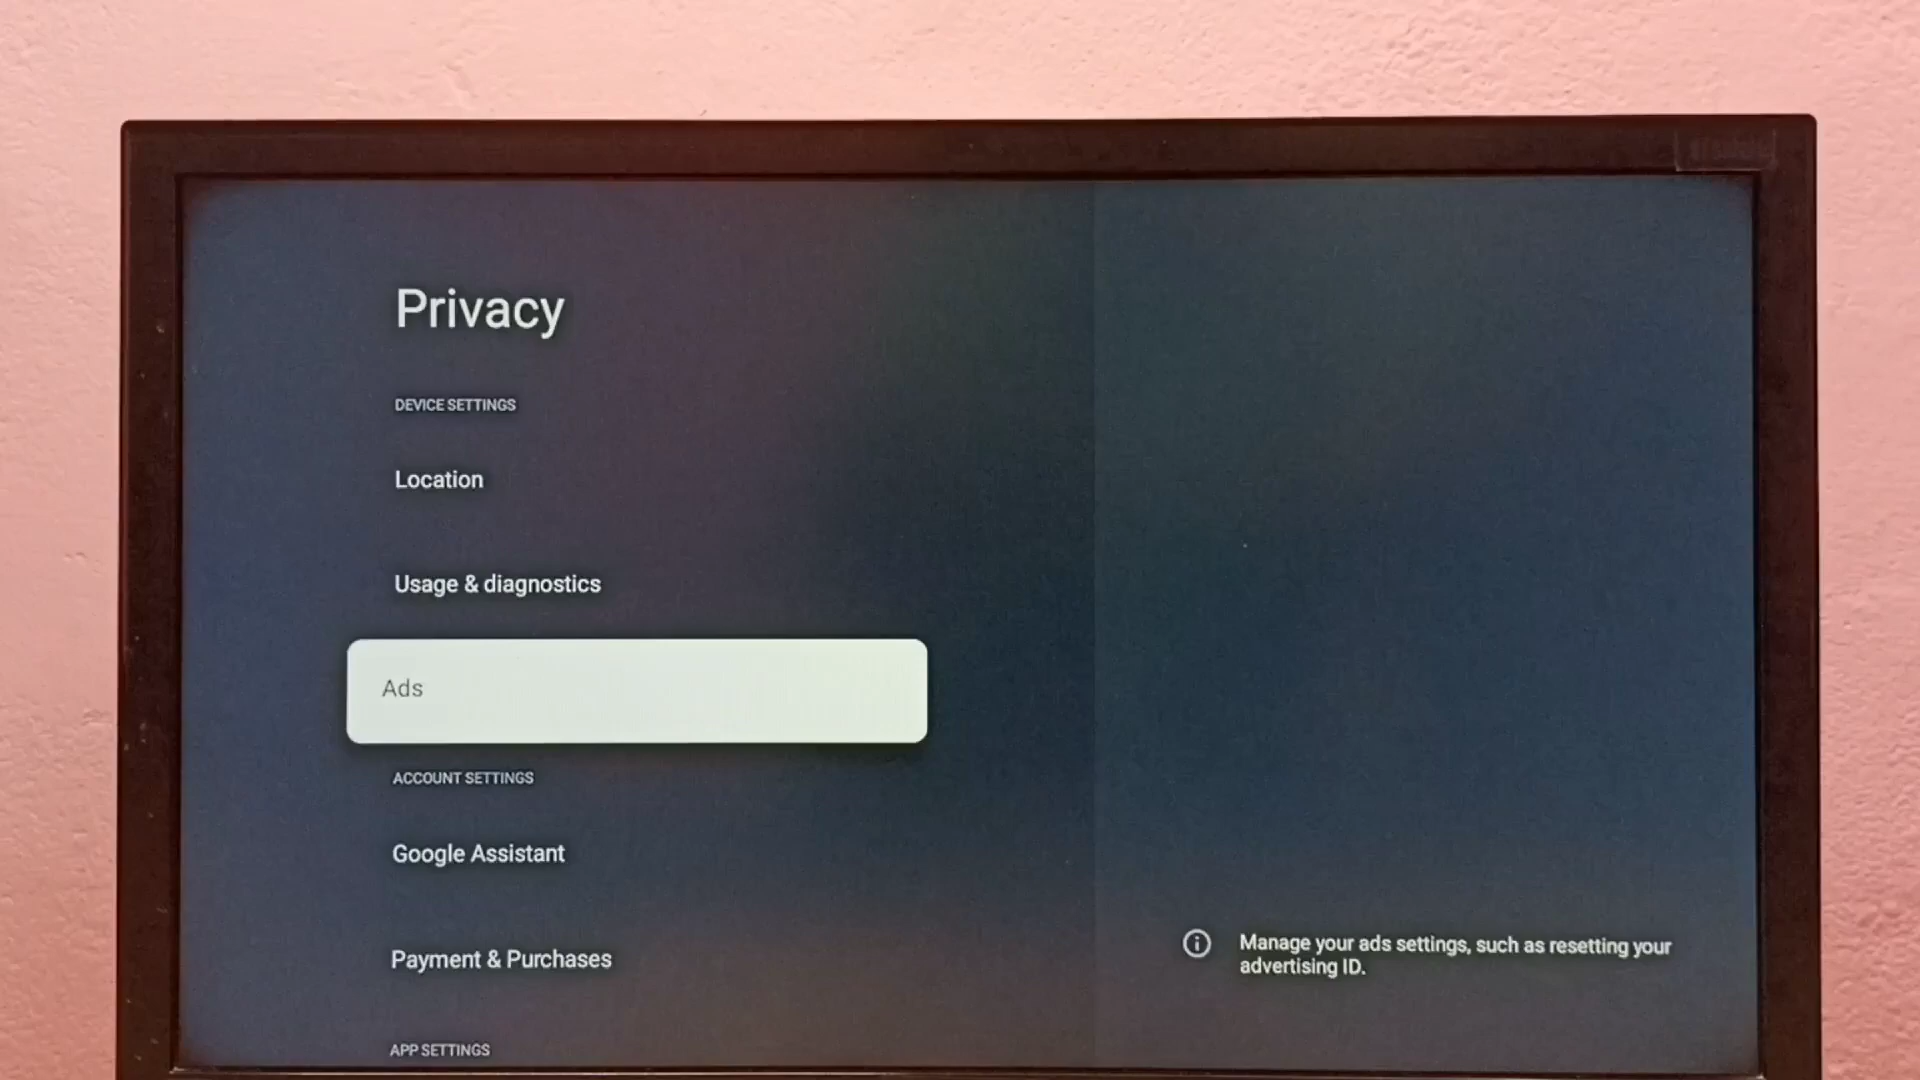 Privacy
DEVICE SETTINGS
Location
Usage & diagnostics
Ads
ACCOUNT SETTINGS
Google Assistant
Payment & Purchases
APP SETTINGS
Manage your ads settings, such as resetting your
advertising ID.